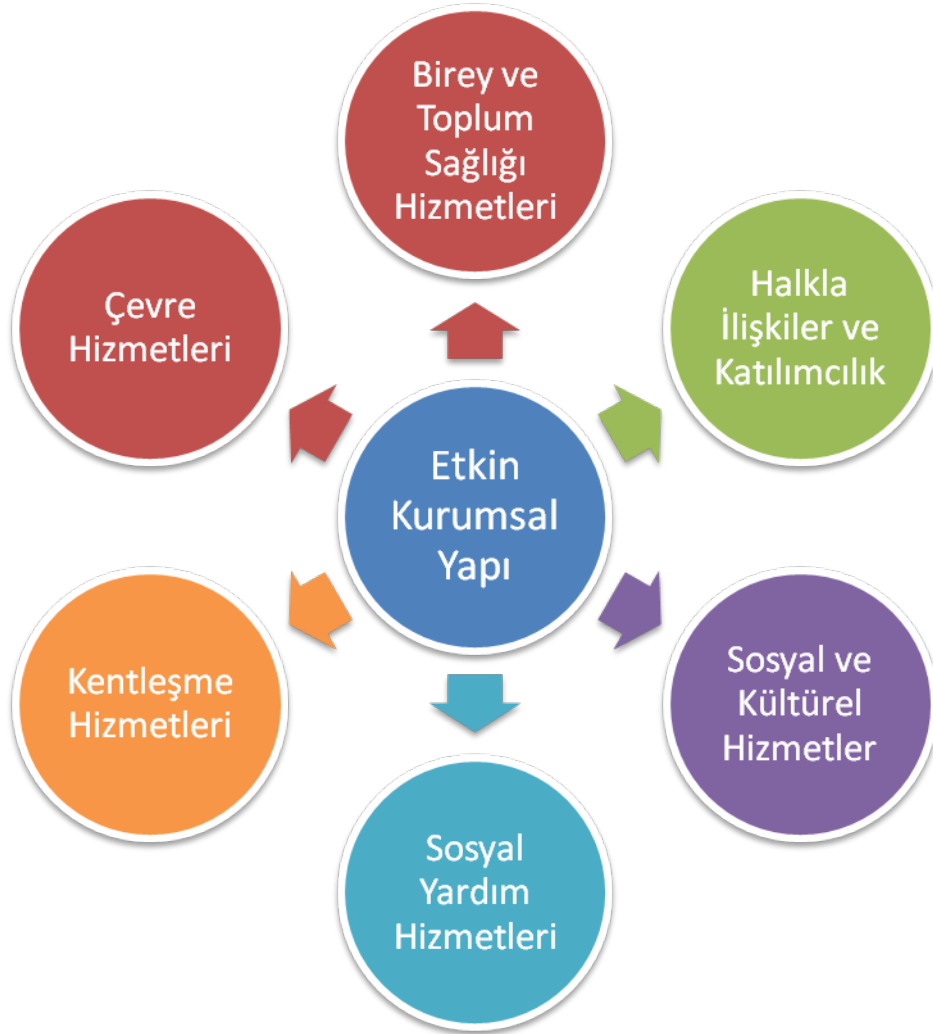 Birey ve
Toplum
Sağlığı
Hizmetleri
Halkla
İlişkiler ve
Katılımcılık
Sosyal ve
Kültürel
Hizmetler
Sosyal
Yardım
Hizmetleri
Kentleşme
Hizmetleri
Çevre
Hizmetleri
Etkin
Kurumsal
Yapı